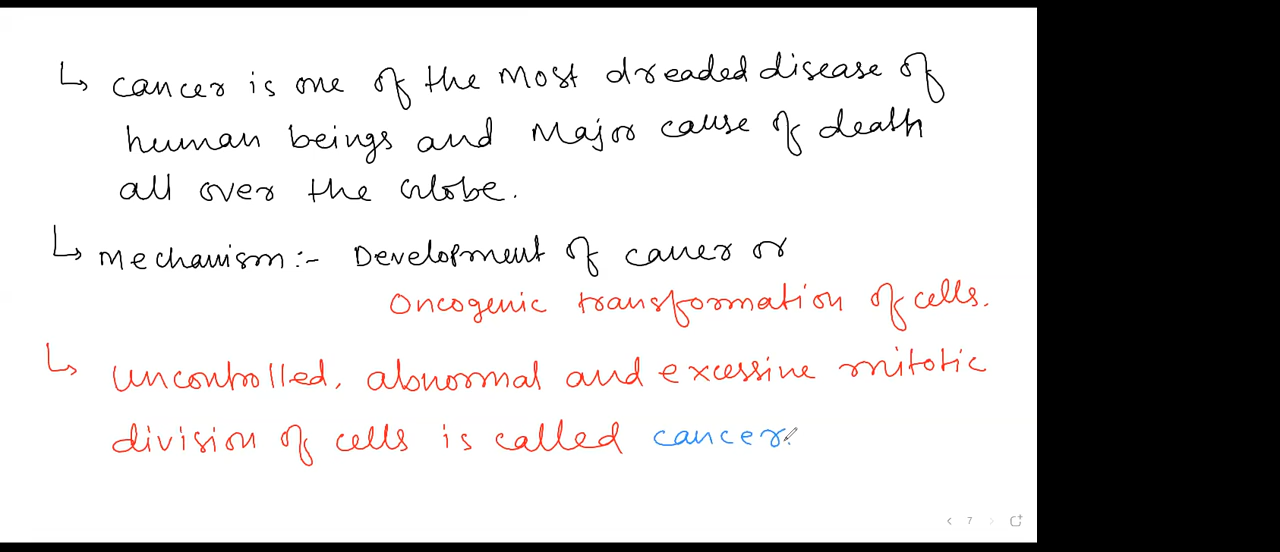 ↳ cancer is one of the most dreaded disease of
human beings and Major cause of death
all over the Globe.
↳ Mechanism:- Development of cancer or
Oncogenic transformation of cells.
↳ uncontrolled, abnormal and excessive mitotic
division of cells is called cancer.
< 7 >